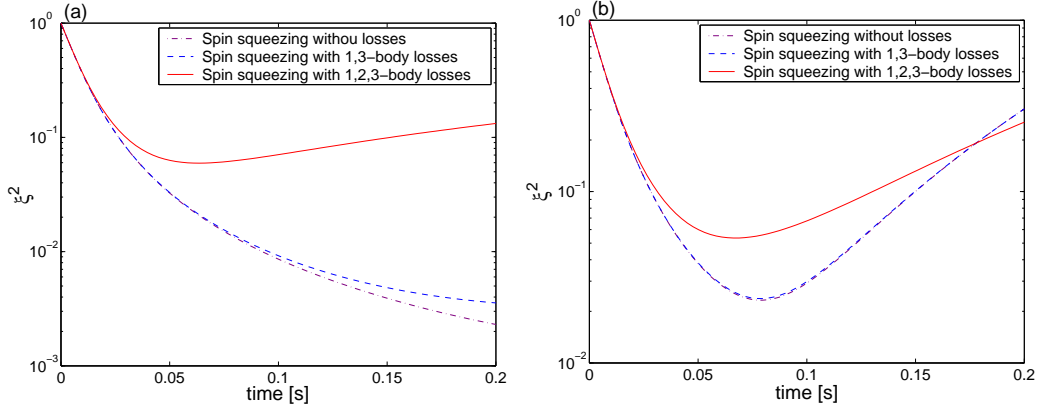 (a)
10^0
10^-1
10^-2
10^-3
ξ^2
Spin squeezing withou losses
Spin squeezing with 1,3-body losses
Spin squeezing with 1,2,3-body losses
0 0.05 0.1 0.15 0.2
time [s]
(b)
10^0
10^-1
10^-2
ξ^2
Spin squeezing without losses
Spin squeezing with 1,3-body losses
Spin squeezing with 1,2,3-body losses
0 0.05 0.1 0.15 0.2
time [s]